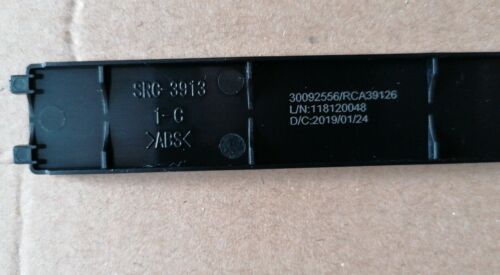 SRC-3913
1-C
>ABS<
30092556/RCA39126
L/N:118120048
D/C:2019/01/24